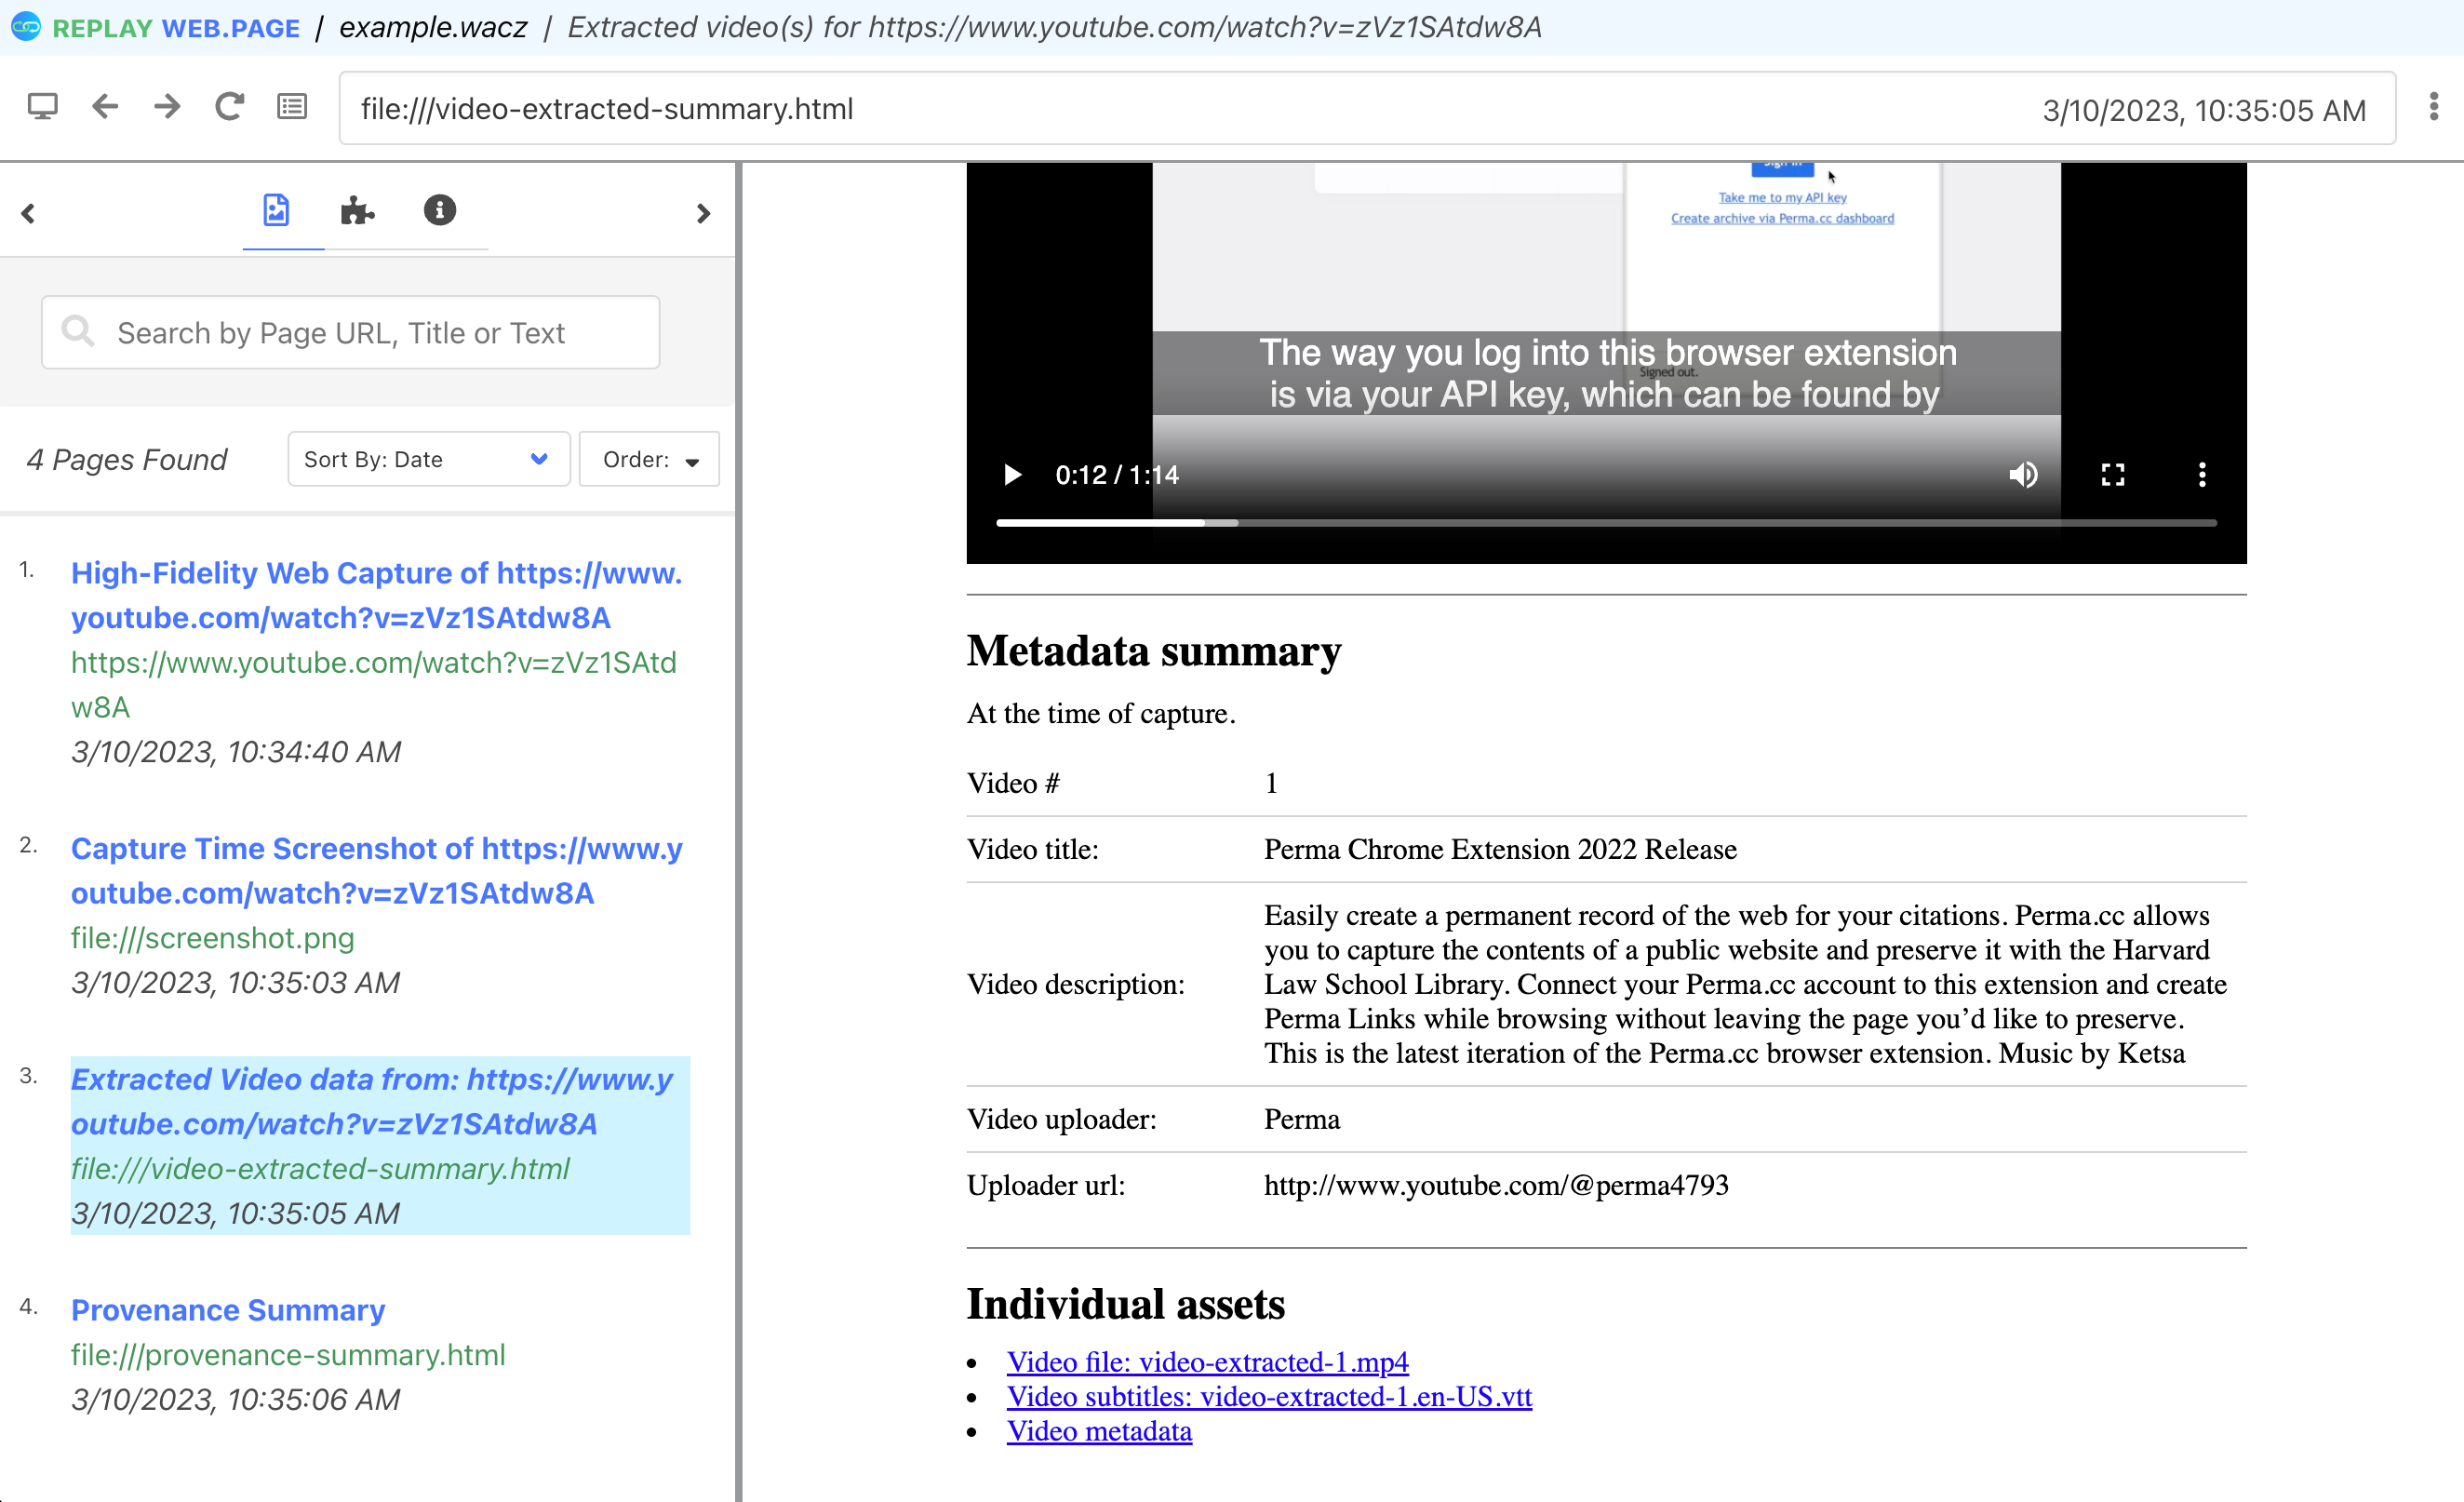 REPLAY WEB.PAGE / example.wacz / Extracted video(s) for https://www.youtube.com/watch?v=zVz1SAtdw8A
file:///video-extracted-summary.html 3/10/2023, 10:35:05 AM
Search by Page URL, Title or Text
4 Pages Found Sort By: Date Order:
1. High-Fidelity Web Capture of https://www.
youtube.com/watch?v=zVz1SAtdw8A
https://www.youtube.com/watch?v=zVz1SAtd
w8A
3/10/2023, 10:34:40 AM
2. Capture Time Screenshot of https://www.y
outube.com/watch?v=zVz1SAtdw8A
file:///screenshot.png
3/10/2023, 10:35:03 AM
3. Extracted Video data from: https://www.y
outube.com/watch?v=zVz1SAtdw8A
file:///video-extracted-summary.html
3/10/2023, 10:35:05 AM
4. Provenance Summary
file:///provenance-summary.html
3/10/2023, 10:35:06 AM
Sign in
Take me to my API key
Create archive via Perma.cc dashboard
The way you log into this browser extension
Signed out.
is via your API key, which can be found by
0:12 / 1:14
Metadata summary
At the time of capture.
Video # 1
Video title: Perma Chrome Extension 2022 Release
Video description: Easily create a permanent record of the web for your citations. Perma.cc allows
you to capture the contents of a public website and preserve it with the Harvard
Law School Library. Connect your Perma.cc account to this extension and create
Perma Links while browsing without leaving the page you’d like to preserve.
This is the latest iteration of the Perma.cc browser extension. Music by Ketsa
Video uploader: Perma
Uploader url: http://www.youtube.com/@perma4793
Individual assets
• Video file: video-extracted-1.mp4
• Video subtitles: video-extracted-1.en-US.vtt
• Video metadata